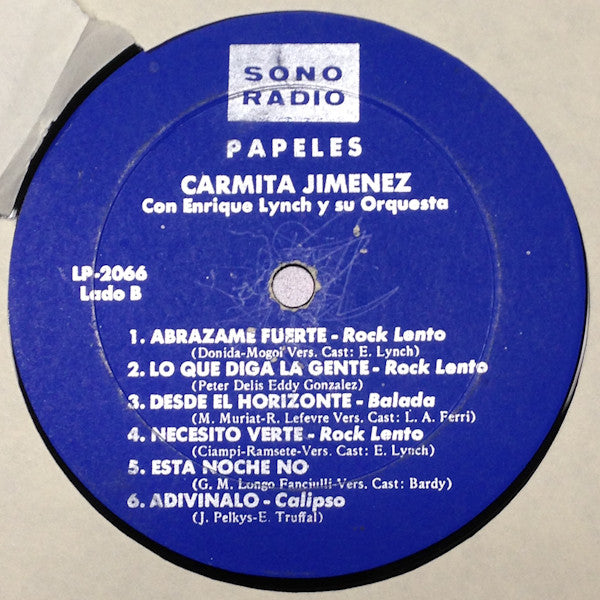 SONO
RADIO
PAPELES
CARMITA JIMENEZ
Con Enrique Lynch y su Orquesta
LP-2066
Lado B
1. ABRAZAME FUERTE - Rock Lento
(Donida-Mogol Vers. Cast: E. Lynch)
2. LO QUE DIGA LA GENTE - Rock Lento
(Peter Delis Eddy Gonzalez)
3. DESDE EL HORIZONTE - Balada
(M. Muriat-R. Lefevre Vers. Cast: L. A. Ferri)
4. NECESITO VERTE - Rock Lento
(Ciampi-Ramsete-Vers. Cast: E. Lynch)
5. ESTA NOCHE NO
(G. M. Longo Fanciulli-Vers. Cast: Bardy)
6. ADIVINALO - Calipso
(J. Pelkys-E. Truffal)